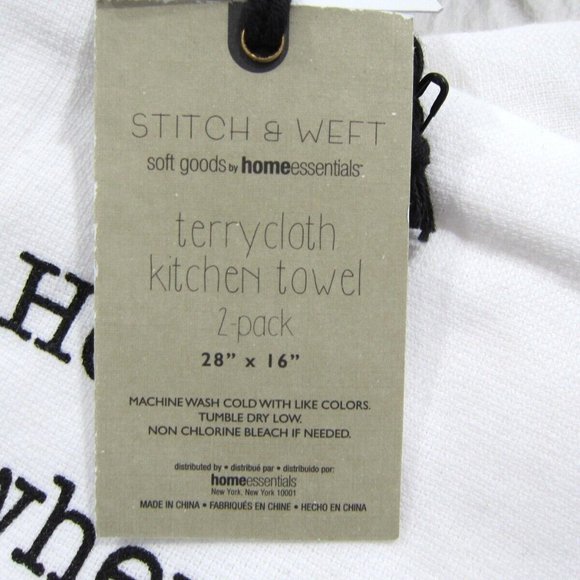 STITCH & WEFT
soft goods by homeessentials
terrycloth
kitchen towel
2-pack
28” x 16”
MACHINE WASH COLD WITH LIKE COLORS.
TUMBLE DRY LOW.
NON CHLORINE BLEACH IF NEEDED.
distributed by • distribué par • distribuido por:
homeessentials
New York, New York 10001
MADE IN CHINA • FABRIQUÉS EN CHINE • HECHO EN CHINA